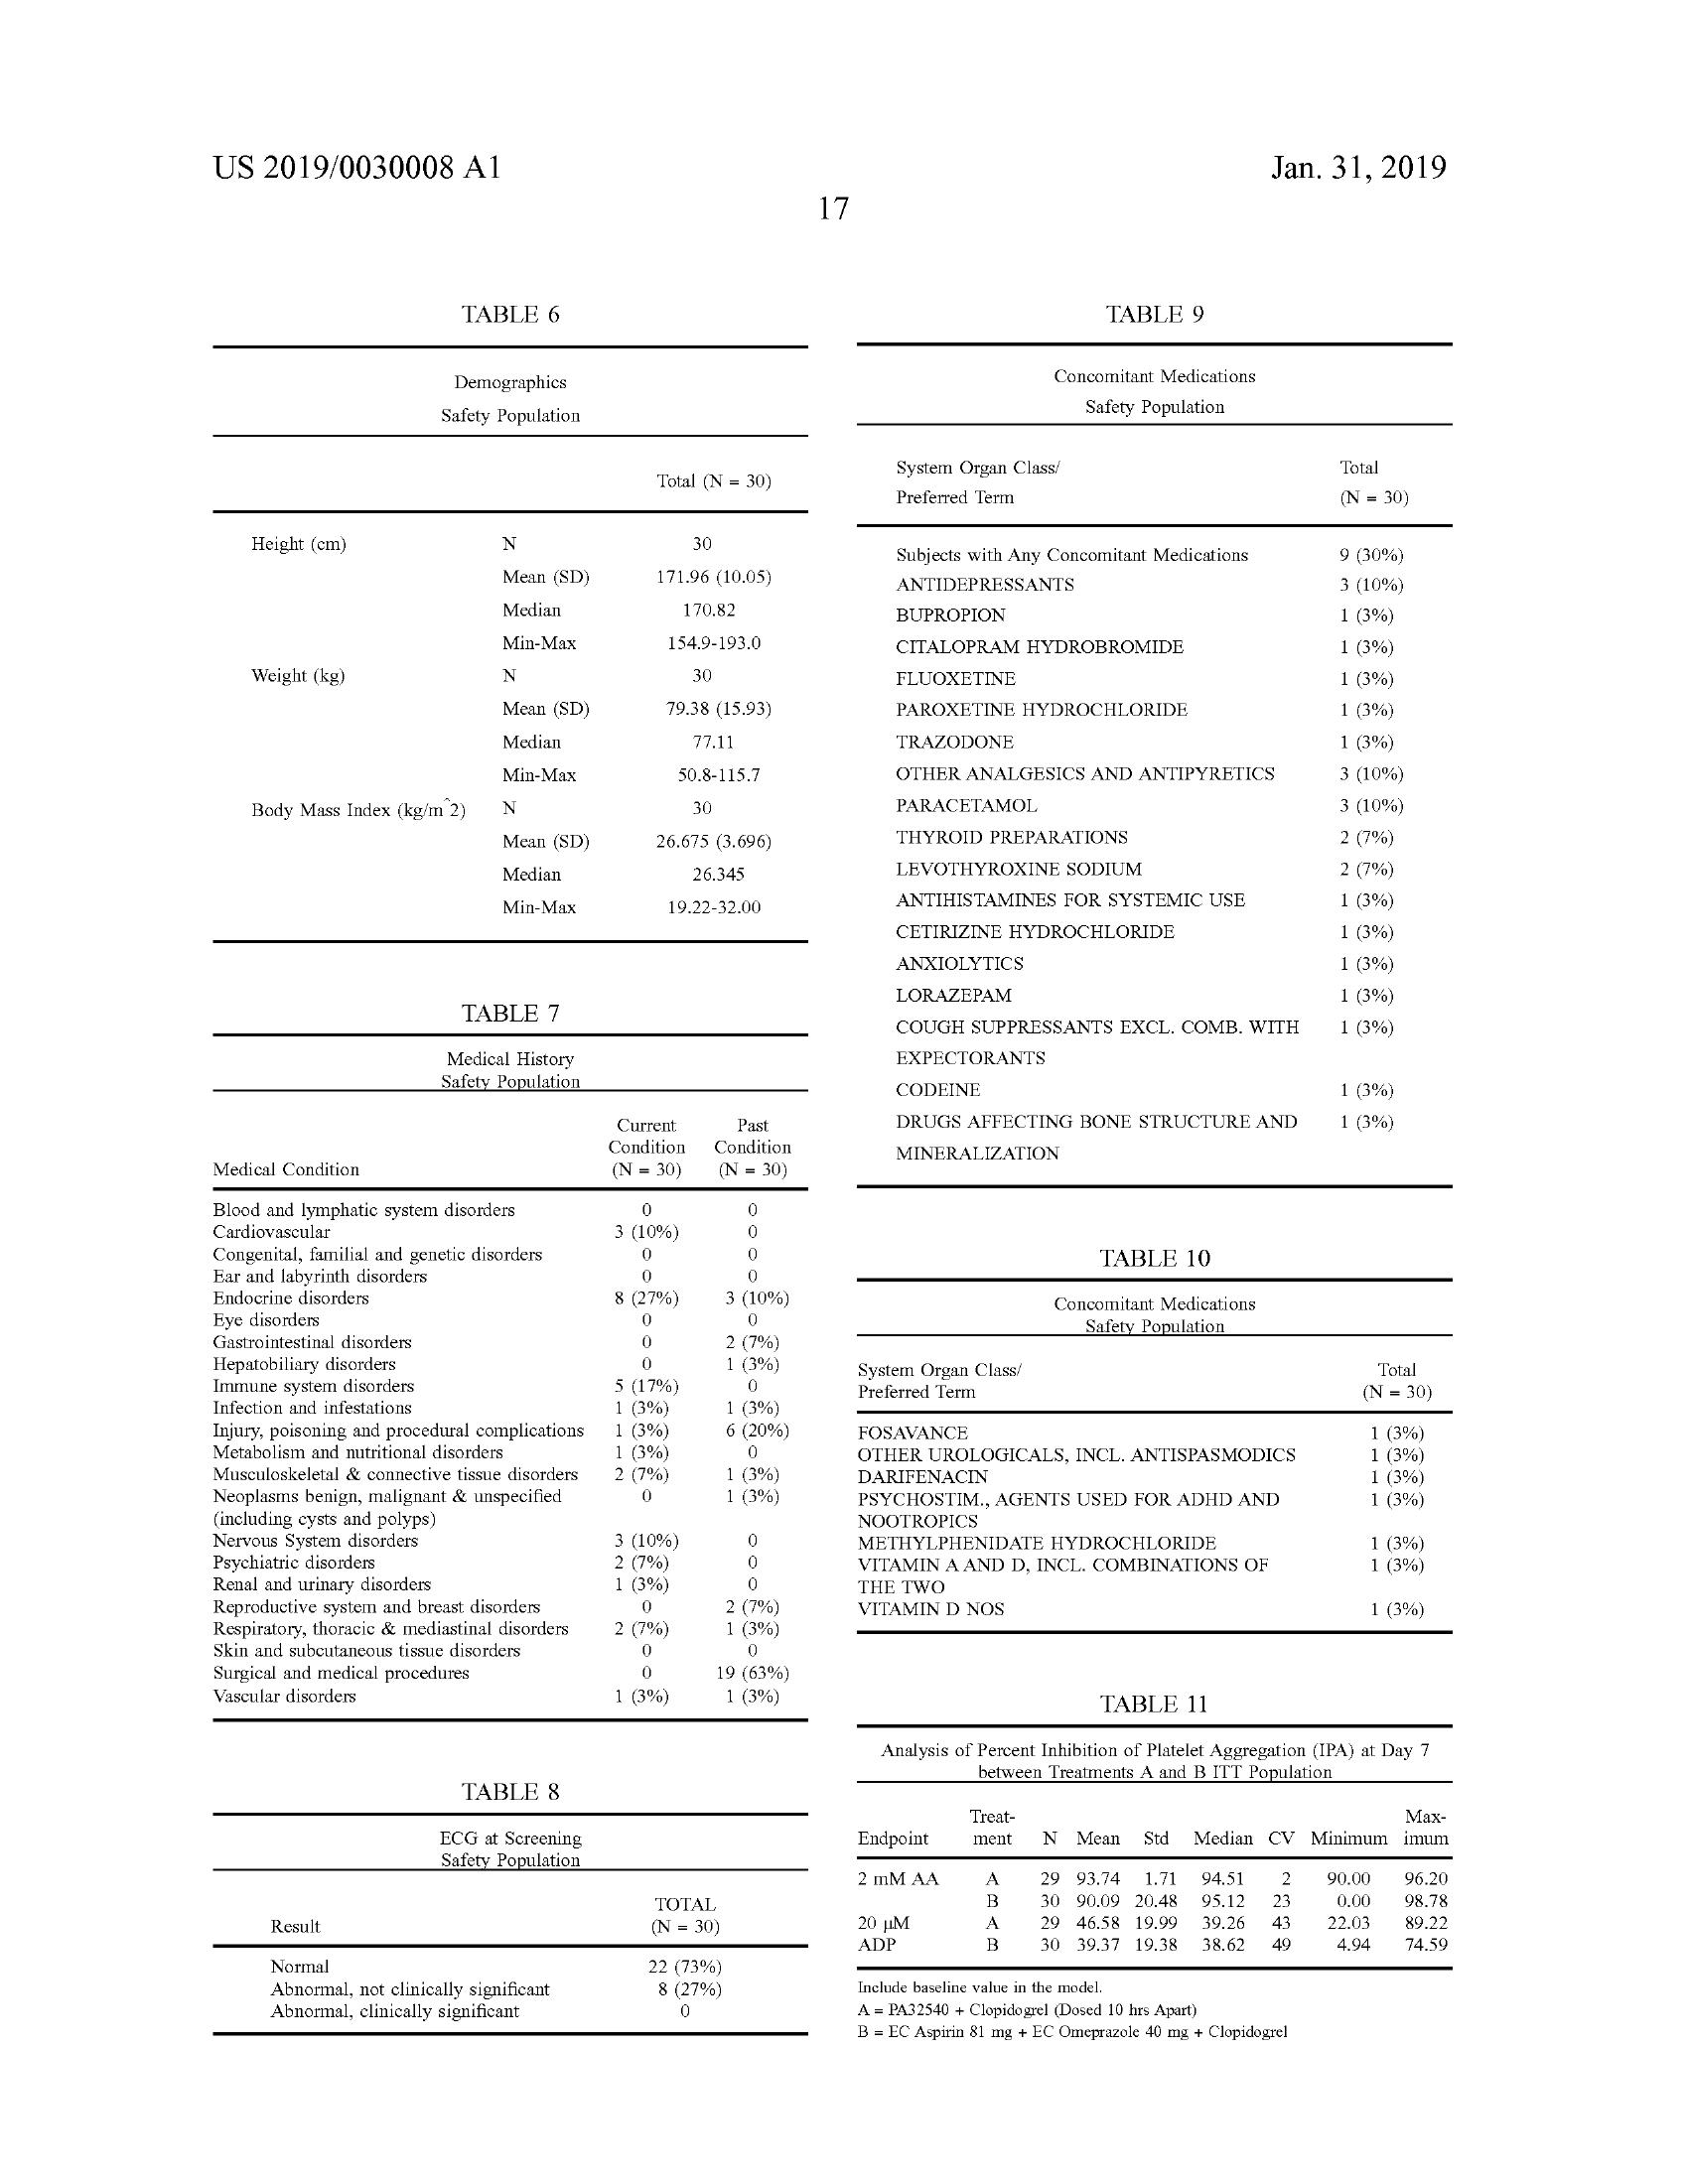 US 2019/0030008 A1
Jan. 31, 2019
17
TABLE 6
Demographics
Safety Population
Total (N = 30)
Height (cm) N 30
Mean (SD) 171.96 (10.05)
Median 170.82
Min-Max 154.9-193.0
Weight (kg) N 30
Mean (SD) 79.38 (15.93)
Median 77.11
Min-Max 50.8-115.7
Body Mass Index (kg/m^2) N 30
Mean (SD) 26.675 (3.696)
Median 26.345
Min-Max 19.22-32.00
TABLE 7
Medical History
Safety Population
Current Past
Condition Condition
Medical Condition (N = 30) (N = 30)
Blood and lymphatic system disorders 0 0
Cardiovascular 3 (10%) 0
Congenital, familial and genetic disorders 0 0
Ear and labyrinth disorders 0 0
Endocrine disorders 8 (27%) 3 (10%)
Eye disorders 0 0
Gastrointestinal disorders 0 2 (7%)
Hepatobiliary disorders 0 1 (3%)
Immune system disorders 5 (17%) 0
Infection and infestations 1 (3%) 1 (3%)
Injury, poisoning and procedural complications 1 (3%) 6 (20%)
Metabolism and nutritional disorders 1 (3%) 0
Musculoskeletal & connective tissue disorders 2 (7%) 1 (3%)
Neoplasms benign, malignant & unspecified 0 1 (3%)
(including cysts and polyps)
Nervous System disorders 3 (10%) 0
Psychiatric disorders 2 (7%) 0
Renal and urinary disorders 1 (3%) 0
Reproductive system and breast disorders 0 2 (7%)
Respiratory, thoracic & mediastinal disorders 2 (7%) 1 (3%)
Skin and subcutaneous tissue disorders 0 0
Surgical and medical procedures 0 19 (63%)
Vascular disorders 1 (3%) 1 (3%)
TABLE 8
ECG at Screening
Safety Population
TOTAL
Result (N = 30)
Normal 22 (73%)
Abnormal, not clinically significant 8 (27%)
Abnormal, clinically significant 0
TABLE 9
Concomitant Medications
Safety Population
System Organ Class/ Total
Preferred Term (N = 30)
Subjects with Any Concomitant Medications 9 (30%)
ANTIDEPRESSANTS 3 (10%)
BUPROPION 1 (3%)
CITALOPRAM HYDROBROMIDE 1 (3%)
FLUOXETINE 1 (3%)
PAROXETINE HYDROCHLORIDE 1 (3%)
TRAZODONE 1 (3%)
OTHER ANALGESICS AND ANTIPYRETICS 3 (10%)
PARACETAMOL 3 (10%)
THYROID PREPARATIONS 2 (7%)
LEVOTHYROXINE SODIUM 2 (7%)
ANTIHISTAMINES FOR SYSTEMIC USE 1 (3%)
CETIRIZINE HYDROCHLORIDE 1 (3%)
ANXIOLYTICS 1 (3%)
LORAZEPAM 1 (3%)
COUGH SUPPRESSANTS EXCL. COMB. WITH 1 (3%)
EXPECTORANTS
CODEINE 1 (3%)
DRUGS AFFECTING BONE STRUCTURE AND 1 (3%)
MINERALIZATION
TABLE 10
Concomitant Medications
Safety Population
System Organ Class/ Total
Preferred Term (N = 30)
FOSAVANCE 1 (3%)
OTHER UROLOGICALS, INCL. ANTISPASMODICS 1 (3%)
DARIFENACIN 1 (3%)
PSYCHOSTIM., AGENTS USED FOR ADHD AND 1 (3%)
NOOTROPICS
METHYLPHENIDATE HYDROCHLORIDE 1 (3%)
VITAMIN A AND D, INCL. COMBINATIONS OF 1 (3%)
THE TWO
VITAMIN D NOS 1 (3%)
TABLE 11
Analysis of Percent Inhibition of Platelet Aggregation (IPA) at Day 7
between Treatments A and B ITT Population
Treat- Max-
Endpoint ment N Mean Std Median CV Minimum imum
2 mM AA A 29 93.74 1.71 94.51 2 90.00 96.20
B 30 90.09 20.48 95.12 23 0.00 98.78
20 μM A 29 46.58 19.99 39.26 43 22.03 89.22
ADP B 30 39.37 19.38 38.62 49 4.94 74.59
Include baseline value in the model.
A = PA32540 + Clopidogrel (Dosed 10 hrs Apart)
B = EC Aspirin 81 mg + EC Omeprazole 40 mg + Clopidogrel